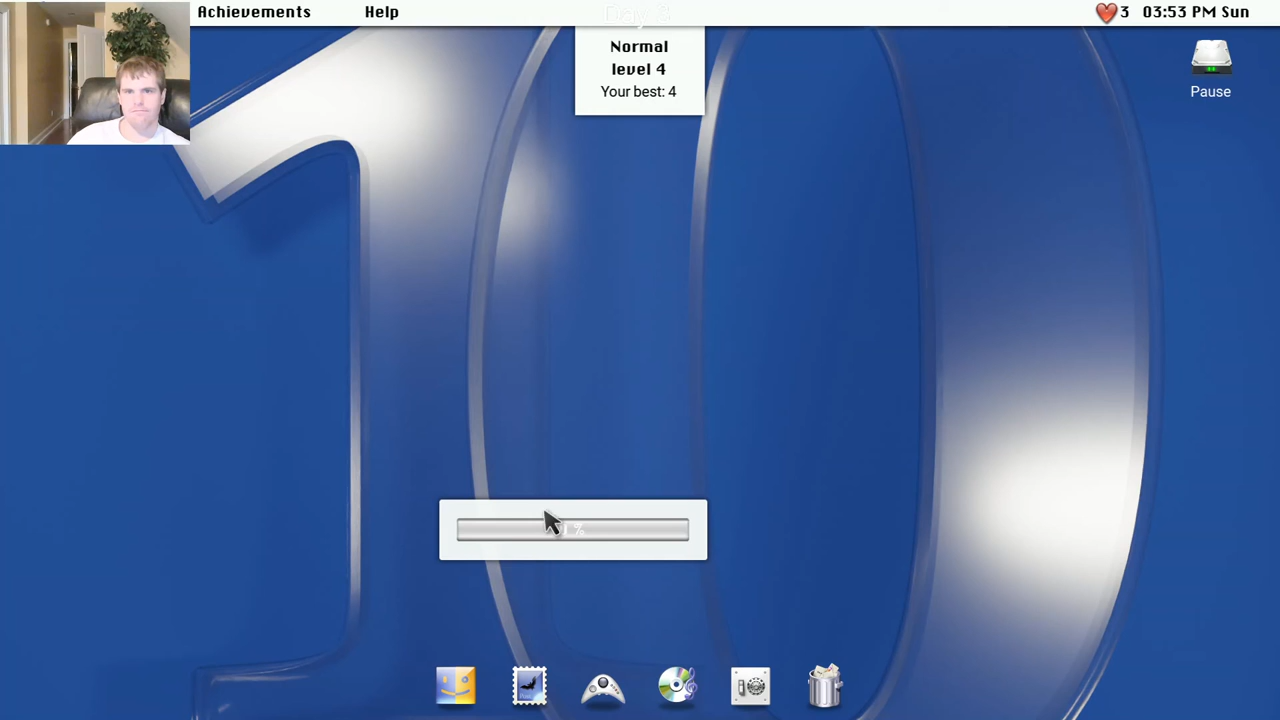 Achievements Help
3 03:53 PM Sun
Normal
level 4
Your best: 4
Pause
%